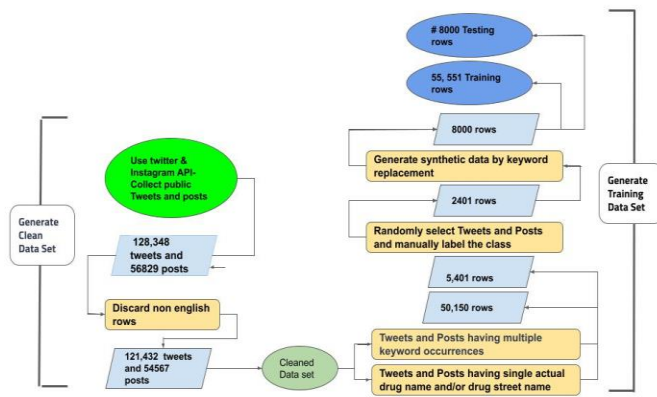 # 8000 Testing
rows
55, 551 Training
rows
8000 rows
Generate synthetic data by keyword
replacement
2401 rows
Randomly select Tweets and Posts
and manually label the class
5,401 rows
50,150 rows
Tweets and Posts having multiple
keyword occurrences
Tweets and Posts having single actual
drug name and/or drug street name
Generate
Training
Data Set
Use twitter &
Instagram API-
Collect public
Tweets and posts
Generate
Clean
Data Set
128,348
tweets and
56829 posts
Discard non english
rows
121,432 tweets
and 54567
posts
Cleaned
Data set